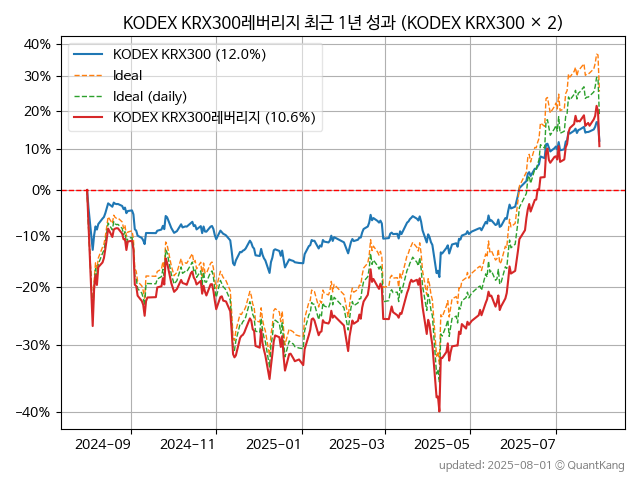 KODEX KRX300레버리지 최근 1년 성과 (KODEX KRX300 × 2)
40%
30%
20%
10%
0%
−10%
−20%
−30%
−40%
KODEX KRX300 (12.0%)
Ideal
Ideal (daily)
KODEX KRX300레버리지 (10.6%)
2024−09 2024−11 2025−01 2025−03 2025−05 2025−07
updated: 2025-08-01 © QuantKang